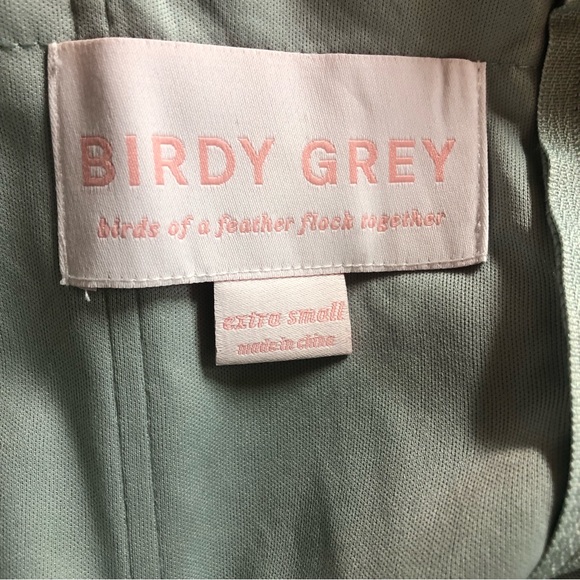 BIRDY GREY
birds of a feather flock together
extra small
made in china